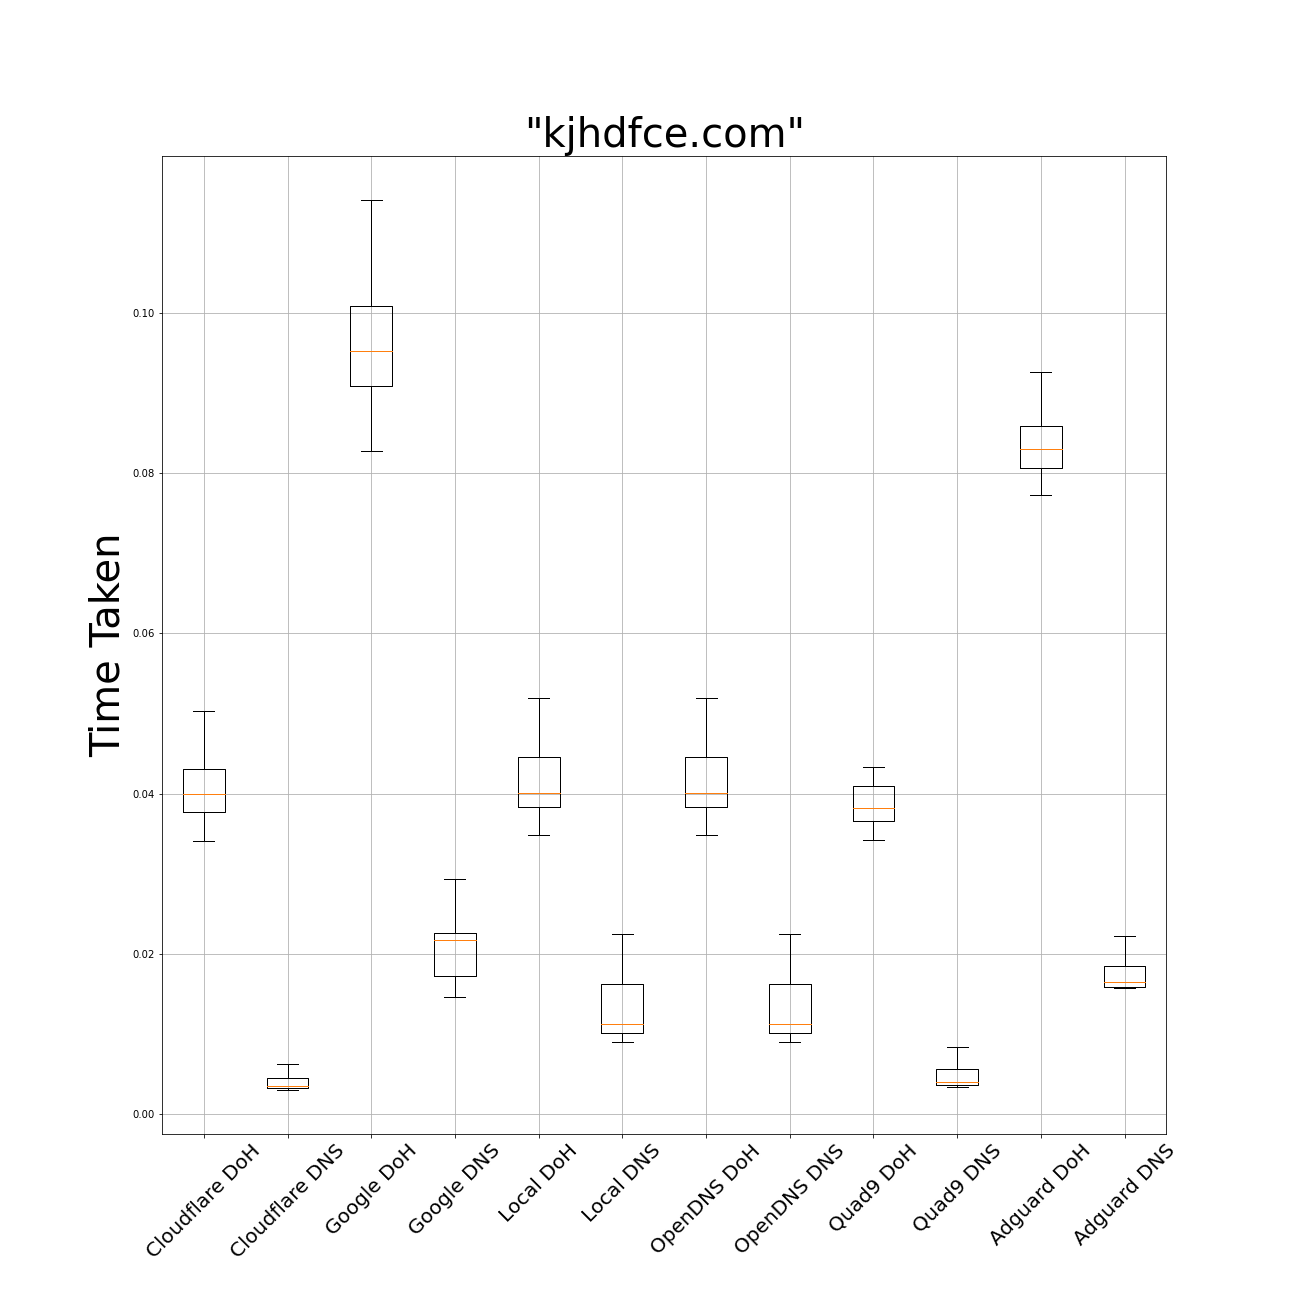 "kjhdfce.com"
Time Taken
0.10
0.08
0.06
0.04
0.02
0.00
Cloudflare DoH
Cloudflare DNS
Google DoH
Google DNS
Local DoH
Local DNS
OpenDNS DoH
OpenDNS DNS
Quad9 DoH
Quad9 DNS
Adguard DoH
Adguard DNS